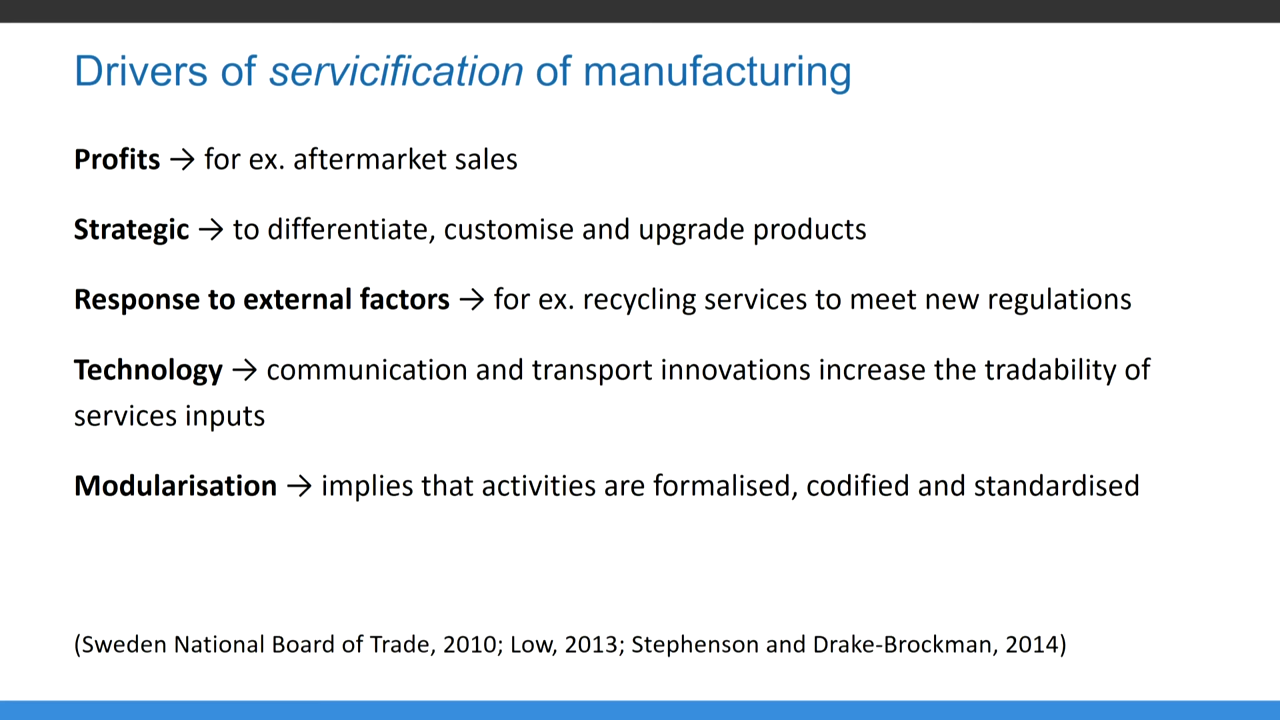 Drivers of servicification of manufacturing
Profits → for ex. aftermarket sales
Strategic → to differentiate, customise and upgrade products
Response to external factors → for ex. recycling services to meet new regulations
Technology → communication and transport innovations increase the tradability of
services inputs
Modularisation → implies that activities are formalised, codified and standardised
(Sweden National Board of Trade, 2010; Low, 2013; Stephenson and Drake-Brockman, 2014)